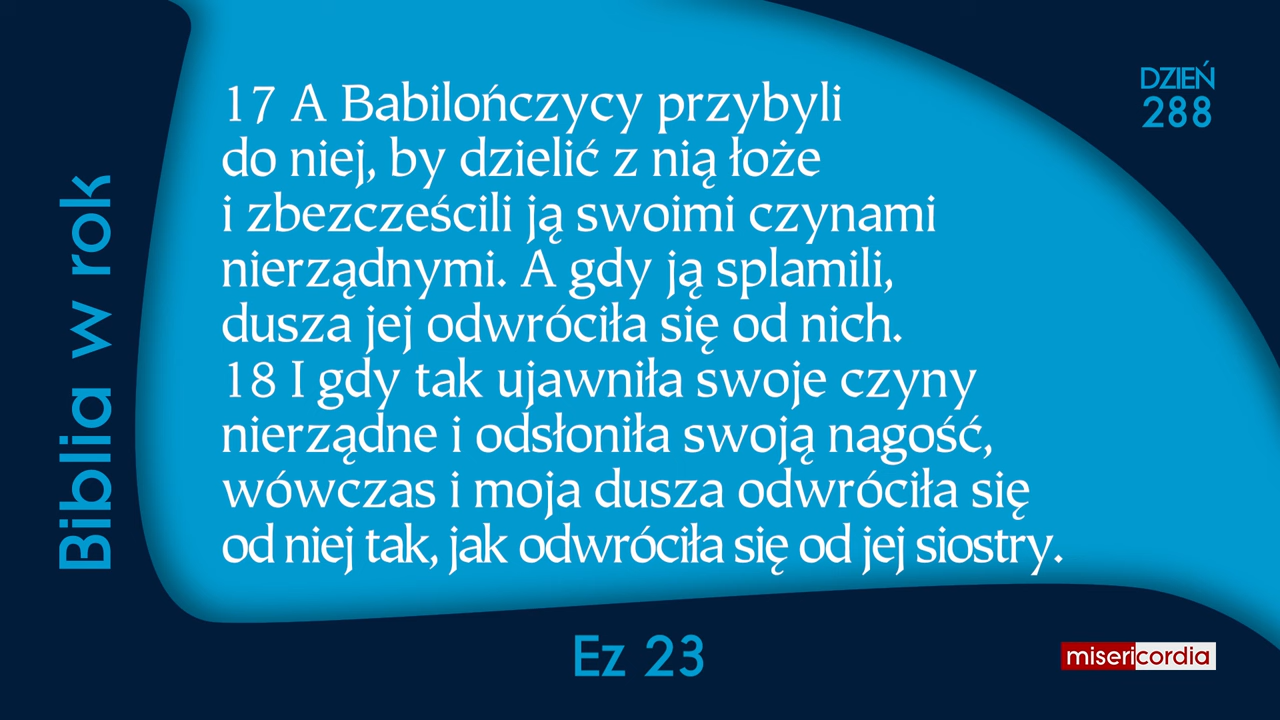 DZIEŃ
288
17 A Babilończycy przybyli
do niej, by dzielić z nią łoże
i zbezcześcili ją swoimi czynami
nierządnymi. A gdy ją splamili,
dusza jej odwróciła się od nich.
18 I gdy tak ujawniła swoje czyny
nierządne i odsłoniła swoją nagość,
wówczas i moja dusza odwróciła się
od niej tak, jak odwróciła się od jej siostry.
Biblia w rok
Ez 23
misericordia